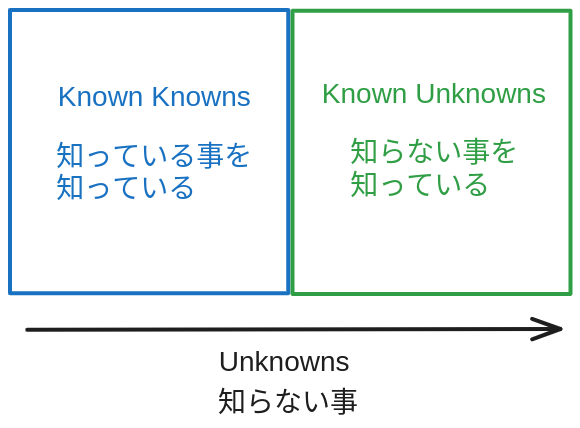 Known Knowns
知っている事を
知っている
Known Unknowns
知らない事を
知っている
Unknowns
知らない事